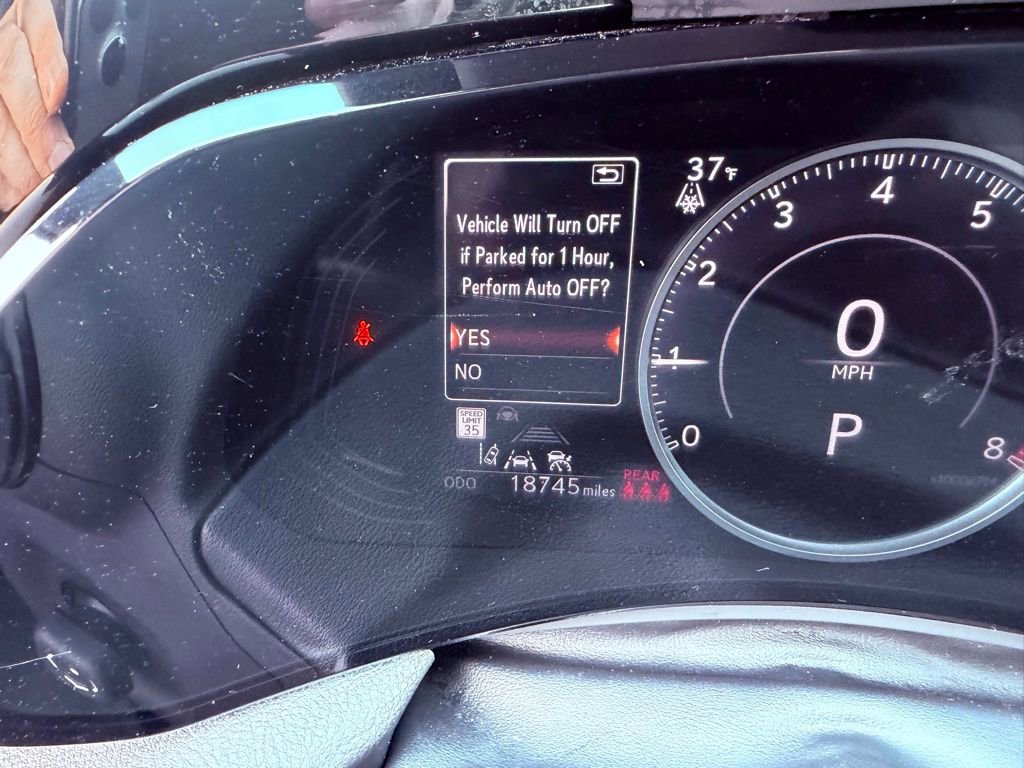 37°F
Vehicle Will Turn OFF
if Parked for 1 Hour,
Perform Auto OFF?
YES
NO
SPEED
LIMIT
35
ODO 18745 miles
REAR
0
1
2
3
4
5
8
0
MPH
P